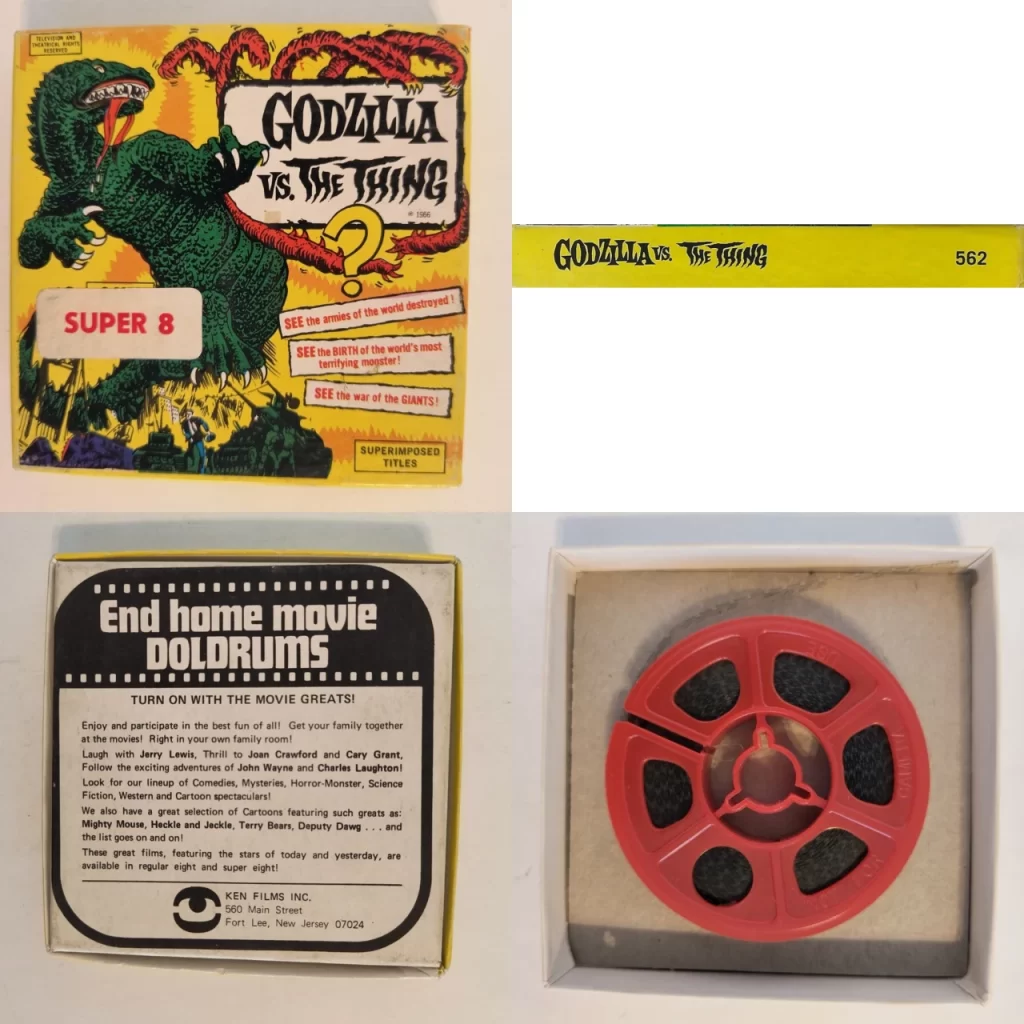 TELEVISION AND
THEATRICAL RIGHTS
RESERVED
GODZILLA
VS. THE THING
© 1966
?
SUPER 8
SEE the armies of the world destroyed!
SEE the BIRTH of the world's most
terrifying monster!
SEE the war of the GIANTS!
SUPERIMPOSED
TITLES
GODZILLA VS. THE THING
562
End home movie
DOLDRUMS
TURN ON WITH THE MOVIE GREATS!
Enjoy and participate in the best fun of all! Get your family together
at the movies! Right in your own family room!
Laugh with Jerry Lewis, Thrill to Joan Crawford and Cary Grant,
Follow the exciting adventures of John Wayne and Charles Laughton!
Look for our lineup of Comedies, Mysteries, Horror-Monster, Science
Fiction, Western and Cartoon spectaculars!
We also have a great selection of Cartoons featuring such greats as:
Mighty Mouse, Heckle and Jeckle, Terry Bears, Deputy Dawg . . . and
the list goes on and on!
These great films, featuring the stars of today and yesterday, are
available in regular eight and super eight!
KEN FILMS INC.
560 Main Street
Fort Lee, New Jersey 07024